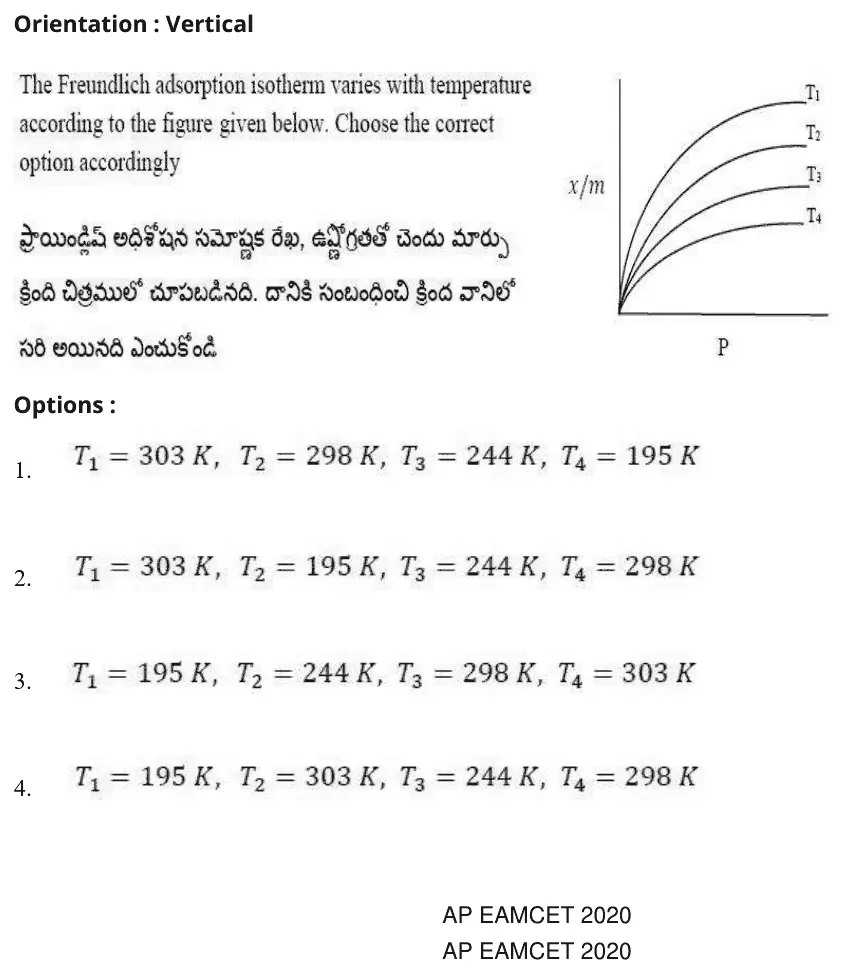 Orientation : Vertical
The Freundlich adsorption isotherm varies with temperature
according to the figure given below. Choose the correct
option accordingly
ఫ్రాయిండ్లిష్ అధిశోషన సమోష్ణక రేఖ, ఉష్ణోగ్రతతో చెందు మార్పు
క్రింది చిత్రములో చూపబడినది. దానికి సంబంధించి క్రింద వానిలో
సరి అయినది ఎంచుకోండి
x/m
T₁
T₂
T₃
T₄
P
Options :
1. T₁ = 303 K, T₂ = 298 K, T₃ = 244 K, T₄ = 195 K
2. T₁ = 303 K, T₂ = 195 K, T₃ = 244 K, T₄ = 298 K
3. T₁ = 195 K, T₂ = 244 K, T₃ = 298 K, T₄ = 303 K
4. T₁ = 195 K, T₂ = 303 K, T₃ = 244 K, T₄ = 298 K
AP EAMCET 2020
AP EAMCET 2020